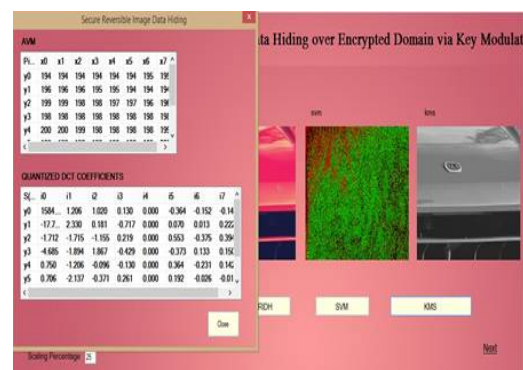 Secure Reversible Image Data Hiding
x
ta Hiding over Encrypted Domain via Key Modulat
AVM
Pi... x0 x1 x2 x3 x4 x5 x6 x7
y0 194 194 194 194 194 194 195 195
y1 196 196 196 195 195 194 194 194
y2 199 199 198 198 197 197 196 196
y3 198 198 198 198 198 198 198 198
y4 200 200 199 198 198 198 198
QUANTIZED DCT COEFFICIENTS
S(... i0 i1 i2 i3 i4 i5 i6 i7
y0 1584.... 1.206 1.020 0.130 0.000 -0.364 -0.152 -0.14
y1 -17.7... 2.330 0.181 -0.717 0.000 0.070 0.013 0.222
y2 -1.712 -1.715 -1.155 0.219 0.000 0.553 -0.375 0.394
y3 -4.685 -1.894 1.867 -0.429 0.000 -0.373 0.133 0.150
y4 0.750 -1.206 -0.096 -0.130 0.000 0.364 -0.231 0.142
y5 0.706 -2.137 -0.371 0.261 0.000 0.192 -0.026 -0.01
Close
svm
kms
RIDH
SVM
KMS
Scaling Percentage 25
Next